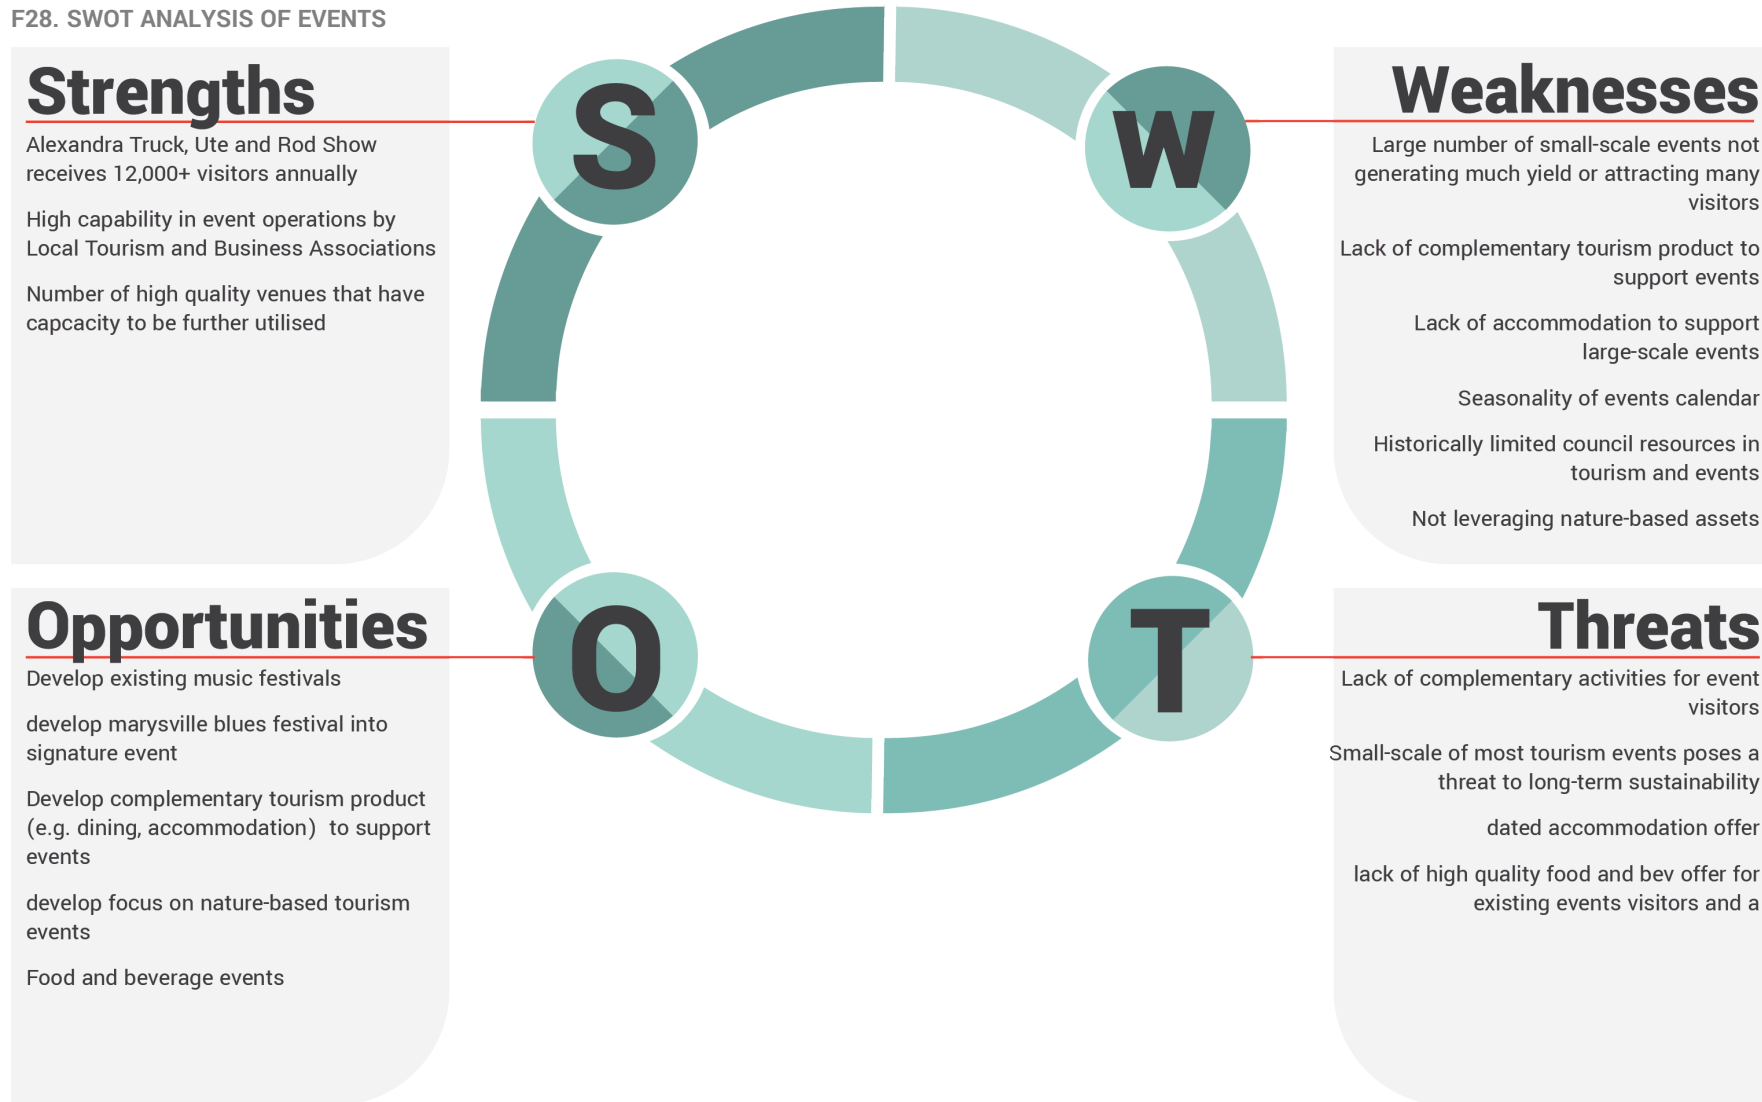 F28. SWOT ANALYSIS OF EVENTS
Strengths
Alexandra Truck, Ute and Rod Show
receives 12,000+ visitors annually
High capability in event operations by
Local Tourism and Business Associations
Number of high quality venues that have
capcacity to be further utilised
S
W
Weaknesses
Large number of small-scale events not
generating much yield or attracting many
visitors
Lack of complementary tourism product to
support events
Lack of accommodation to support
large-scale events
Seasonality of events calendar
Historically limited council resources in
tourism and events
Not leveraging nature-based assets
Opportunities
Develop existing music festivals
develop marysville blues festival into
signature event
Develop complementary tourism product
(e.g. dining, accommodation)  to support
events
develop focus on nature-based tourism
events
Food and beverage events
O
T
Threats
Lack of complementary activities for event
visitors
Small-scale of most tourism events poses a
threat to long-term sustainability
dated accommodation offer
lack of high quality food and bev offer for
existing events visitors and a